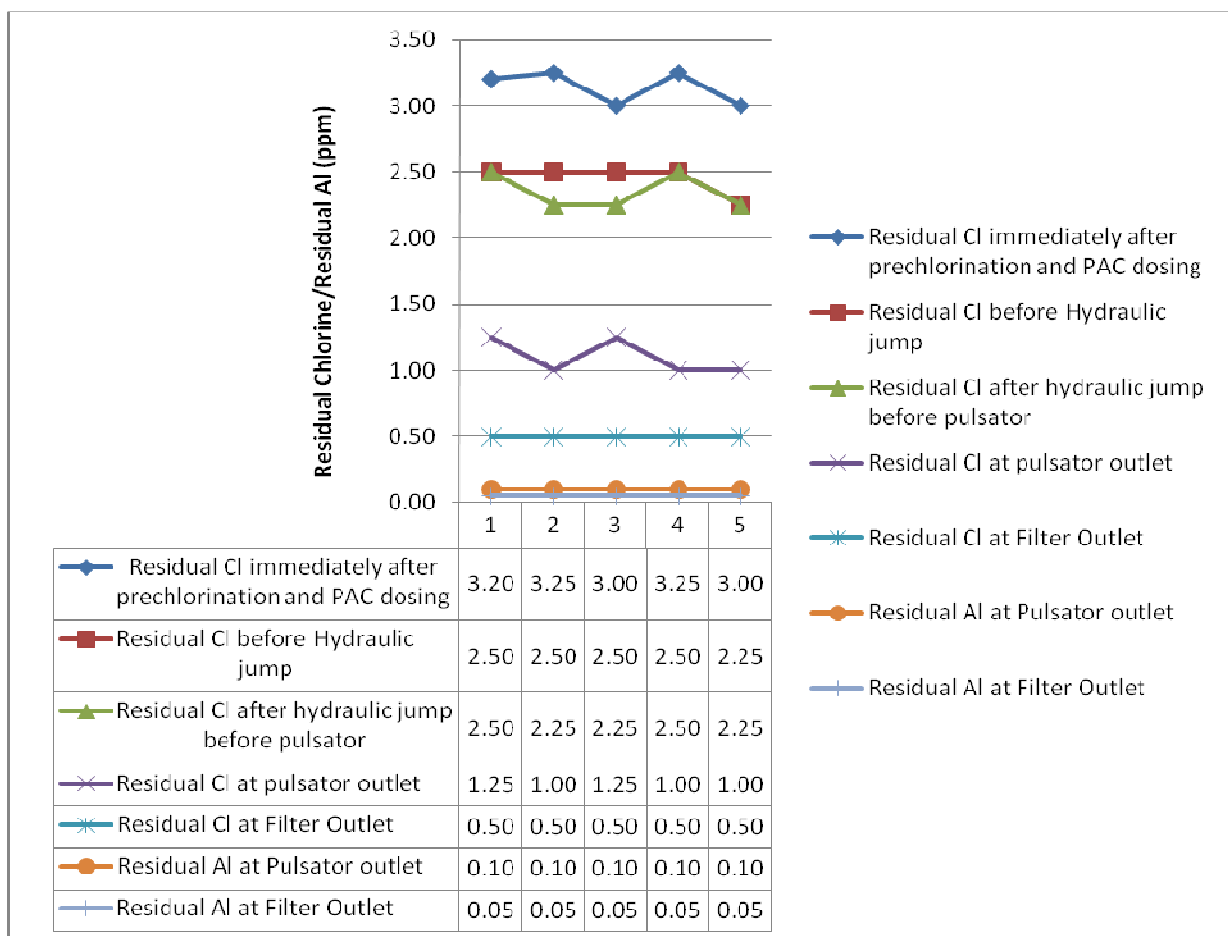 Residual Chlorine/Residual Al (ppm)
3.50
3.00
2.50
2.00
1.50
1.00
0.50
0.00
1 2 3 4 5
Residual Cl immediately after
prechlorination and PAC dosing
3.20 3.25 3.00 3.25 3.00
Residual Cl before Hydraulic
jump
2.50 2.50 2.50 2.50 2.25
Residual Cl after hydraulic jump
before pulsator
2.50 2.25 2.25 2.50 2.25
Residual Cl at pulsator outlet 1.25 1.00 1.25 1.00 1.00
Residual Cl at Filter Outlet 0.50 0.50 0.50 0.50 0.50
Residual Al at Pulsator outlet 0.10 0.10 0.10 0.10 0.10
Residual Al at Filter Outlet 0.05 0.05 0.05 0.05 0.05
Residual Cl immediately after
prechlorination and PAC dosing
Residual Cl before Hydraulic
jump
Residual Cl after hydraulic jump
before pulsator
Residual Cl at pulsator outlet
Residual Cl at Filter Outlet
Residual Al at Pulsator outlet
Residual Al at Filter Outlet